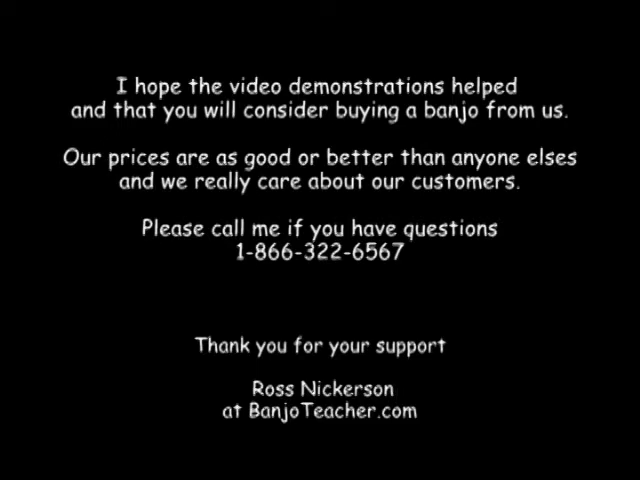 I hope the video demonstrations helped
and that you will consider buying a banjo from us.
Our prices are as good or better than anyone elses
and we really care about our customers.
Please call me if you have questions
1-866-322-6567
Thank you for your support
Ross Nickerson
at BanjoTeacher.com